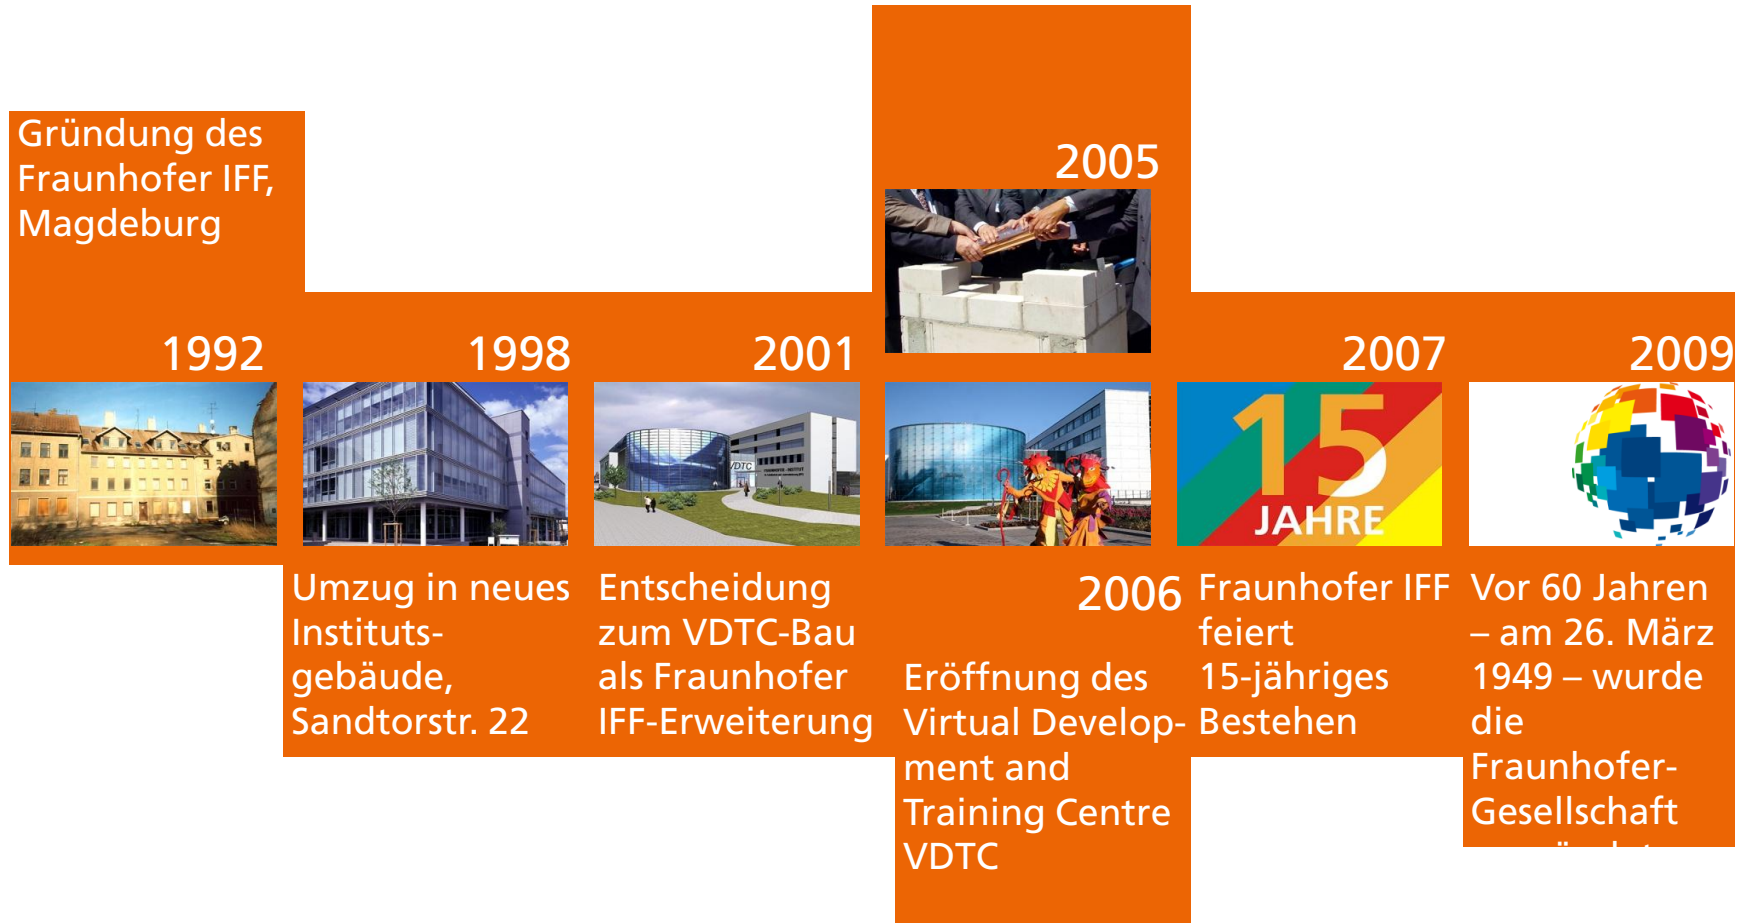 Gründung des
Fraunhofer IFF,
Magdeburg
1992
1998
Umzug in neues
Instituts-
gebäude,
Sandtorstr. 22
2001
VDTC
Entscheidung
zum VDTC-Bau
als Fraunhofer
IFF-Erweiterung
2005
2006
Eröffnung des
Virtual Develop-
ment and
Training Centre
VDTC
2007
15
JAHRE
Fraunhofer IFF
feiert
15-jähriges
Bestehen
2009
Vor 60 Jahren
– am 26. März
1949 – wurde
die
Fraunhofer-
Gesellschaft